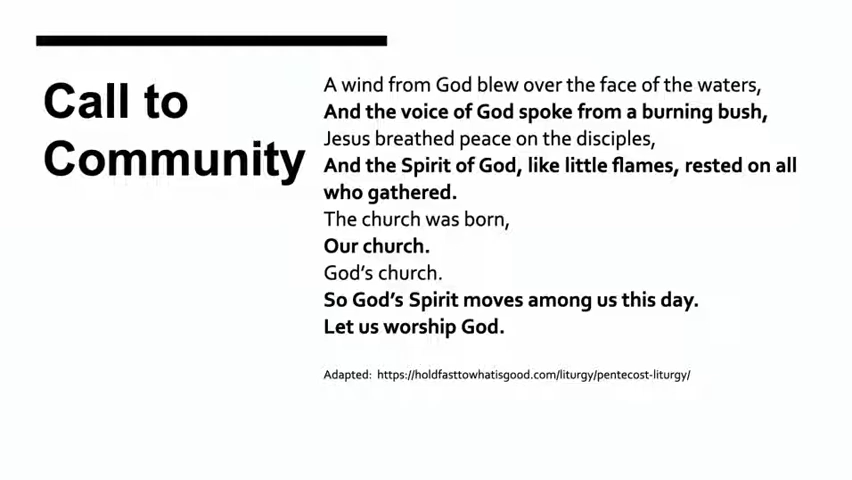 Call to
Community
A wind from God blew over the face of the waters,
And the voice of God spoke from a burning bush,
Jesus breathed peace on the disciples,
And the Spirit of God, like little flames, rested on all
who gathered.
The church was born,
Our church.
God's church.
So God's Spirit moves among us this day.
Let us worship God.
Adapted: https://holdfasttowhatisgood.com/liturgy/pentecost-liturgy/